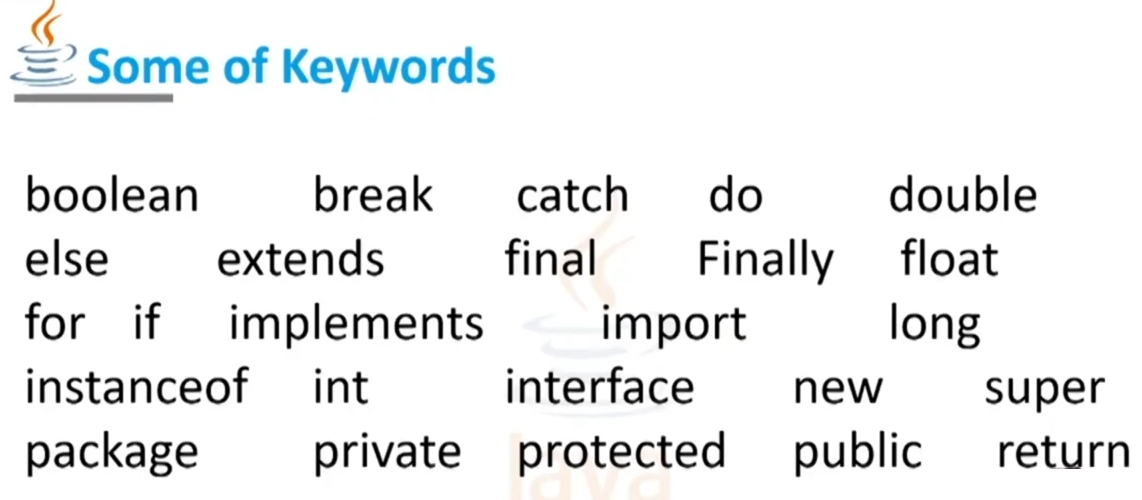 Some of Keywords
boolean break catch do double
else extends final Finally float
for if implements import long
instanceof int interface new super
package private protected public return
Java